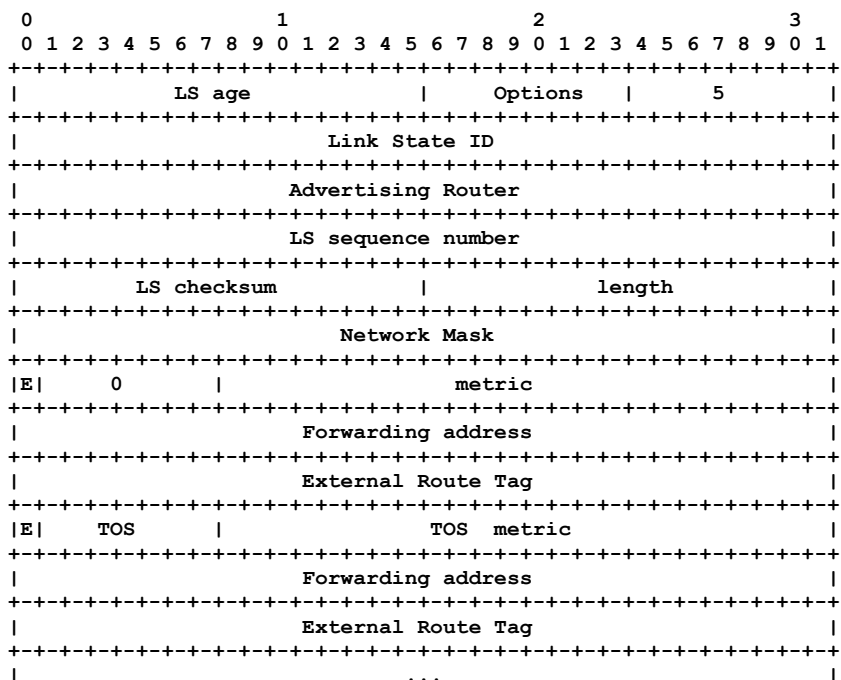 0                   1                   2                   3
 0 1 2 3 4 5 6 7 8 9 0 1 2 3 4 5 6 7 8 9 0 1 2 3 4 5 6 7 8 9 0 1
+-+-+-+-+-+-+-+-+-+-+-+-+-+-+-+-+-+-+-+-+-+-+-+-+-+-+-+-+-+-+-+-+
|            LS age             |     Options   |      5        |
+-+-+-+-+-+-+-+-+-+-+-+-+-+-+-+-+-+-+-+-+-+-+-+-+-+-+-+-+-+-+-+-+
|                        Link State ID                          |
+-+-+-+-+-+-+-+-+-+-+-+-+-+-+-+-+-+-+-+-+-+-+-+-+-+-+-+-+-+-+-+-+
|                     Advertising Router                        |
+-+-+-+-+-+-+-+-+-+-+-+-+-+-+-+-+-+-+-+-+-+-+-+-+-+-+-+-+-+-+-+-+
|                     LS sequence number                        |
+-+-+-+-+-+-+-+-+-+-+-+-+-+-+-+-+-+-+-+-+-+-+-+-+-+-+-+-+-+-+-+-+
|         LS checksum           |             length            |
+-+-+-+-+-+-+-+-+-+-+-+-+-+-+-+-+-+-+-+-+-+-+-+-+-+-+-+-+-+-+-+-+
|                         Network Mask                          |
+-+-+-+-+-+-+-+-+-+-+-+-+-+-+-+-+-+-+-+-+-+-+-+-+-+-+-+-+-+-+-+-+
|E|     0       |                  metric                       |
+-+-+-+-+-+-+-+-+-+-+-+-+-+-+-+-+-+-+-+-+-+-+-+-+-+-+-+-+-+-+-+-+
|                      Forwarding address                       |
+-+-+-+-+-+-+-+-+-+-+-+-+-+-+-+-+-+-+-+-+-+-+-+-+-+-+-+-+-+-+-+-+
|                      External Route Tag                       |
+-+-+-+-+-+-+-+-+-+-+-+-+-+-+-+-+-+-+-+-+-+-+-+-+-+-+-+-+-+-+-+-+
|E|    TOS      |                TOS  metric                    |
+-+-+-+-+-+-+-+-+-+-+-+-+-+-+-+-+-+-+-+-+-+-+-+-+-+-+-+-+-+-+-+-+
|                      Forwarding address                       |
+-+-+-+-+-+-+-+-+-+-+-+-+-+-+-+-+-+-+-+-+-+-+-+-+-+-+-+-+-+-+-+-+
|                      External Route Tag                       |
+-+-+-+-+-+-+-+-+-+-+-+-+-+-+-+-+-+-+-+-+-+-+-+-+-+-+-+-+-+-+-+-+
|                              ...                              |